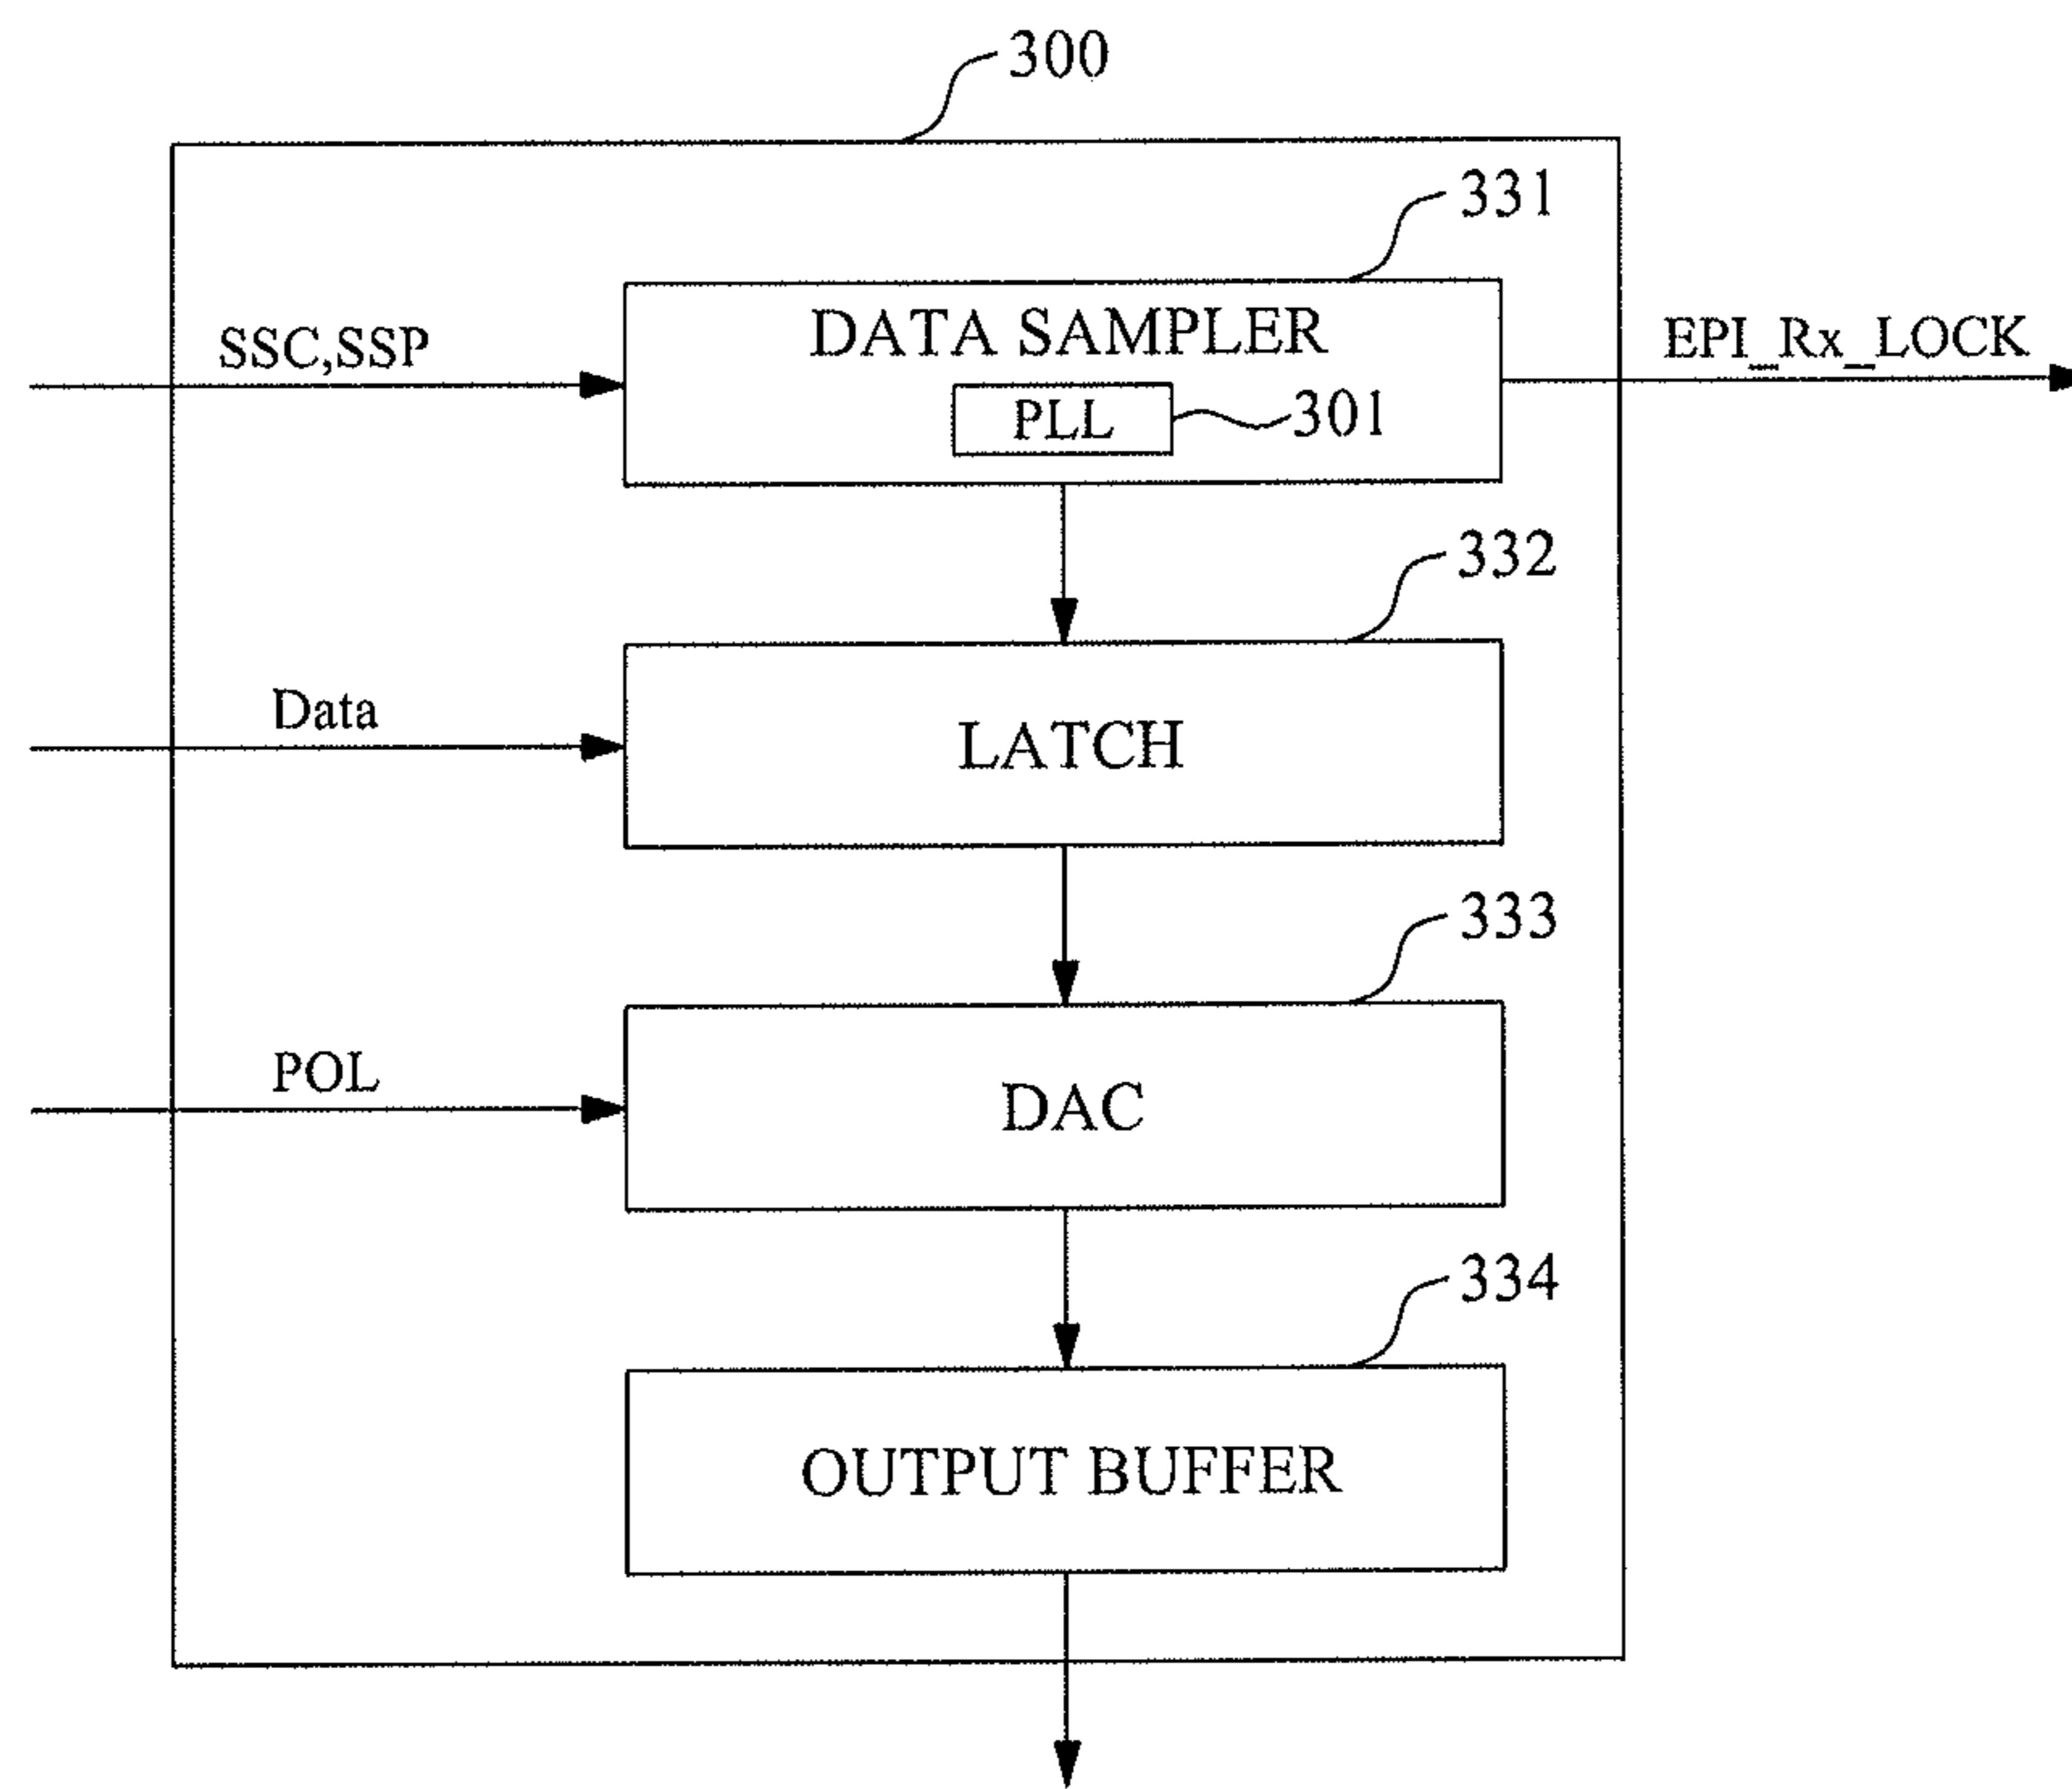 300
331
DATA SAMPLER
SSC,SSP
EPI_Rx_LOCK
PLL
301
332
Data
LATCH
333
POL
DAC
334
OUTPUT BUFFER